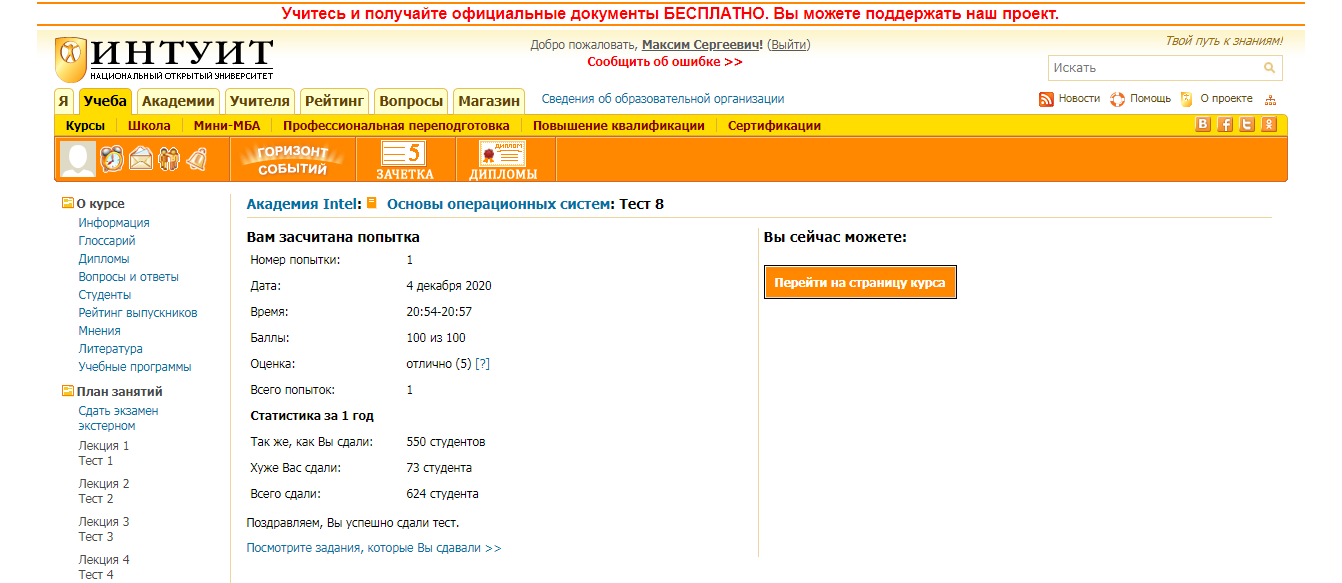 Учитесь и получайте официальные документы БЕСПЛАТНО. Вы можете поддержать наш проект.
ИНТУИТ
НАЦИОНАЛЬНЫЙ ОТКРЫТЫЙ УНИВЕРСИТЕТ
Добро пожаловать, Максим Сергеевич! (Выйти)
Сообщить об ошибке >>
Твой путь к знаниям!
Искать
Я Учеба Академии Учителя Рейтинг Вопросы Магазин Сведения об образовательной организации Новости Помощь О проекте
Курсы Школа Мини-МБА Профессиональная переподготовка Повышение квалификации Сертификации
ГОРИЗОНТ
СОБЫТИЙ
5
ЗАЧЕТКА
ДИПЛОМ
ДИПЛОМЫ
О курсе
Информация
Глоссарий
Дипломы
Вопросы и ответы
Студенты
Рейтинг выпускников
Мнения
Литература
Учебные программы
План занятий
Сдать экзамен
экстерном
Лекция 1
Тест 1
Лекция 2
Тест 2
Лекция 3
Тест 3
Лекция 4
Тест 4
Академия Intel: Основы операционных систем: Тест 8
Вам засчитана попытка
Номер попытки: 1
Дата: 4 декабря 2020
Время: 20:54-20:57
Баллы: 100 из 100
Оценка: отлично (5) [?]
Всего попыток: 1
Статистика за 1 год
Так же, как Вы сдали: 550 студентов
Хуже Вас сдали: 73 студента
Всего сдали: 624 студента
Поздравляем, Вы успешно сдали тест.
Посмотрите задания, которые Вы сдавали >>
Вы сейчас можете:
Перейти на страницу курса